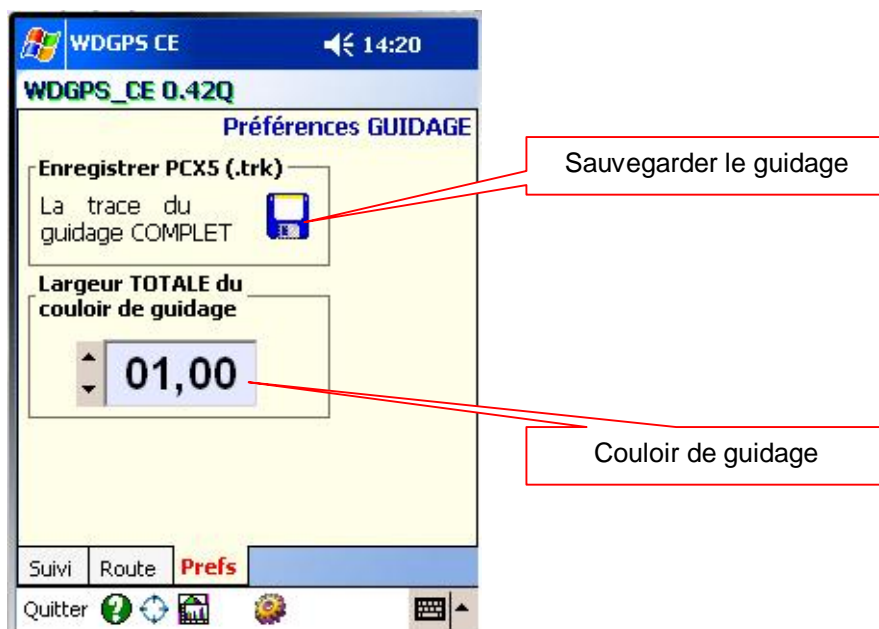 WDGPS CE 14:20
WDGPS_CE 0.42Q
Préférences GUIDAGE
Enregistrer PCX5 (.trk)
La trace du
guidage COMPLET
Sauvegarder le guidage
Largeur TOTALE du
couloir de guidage
01,00
Couloir de guidage
Suivi Route Prefs
Quitter